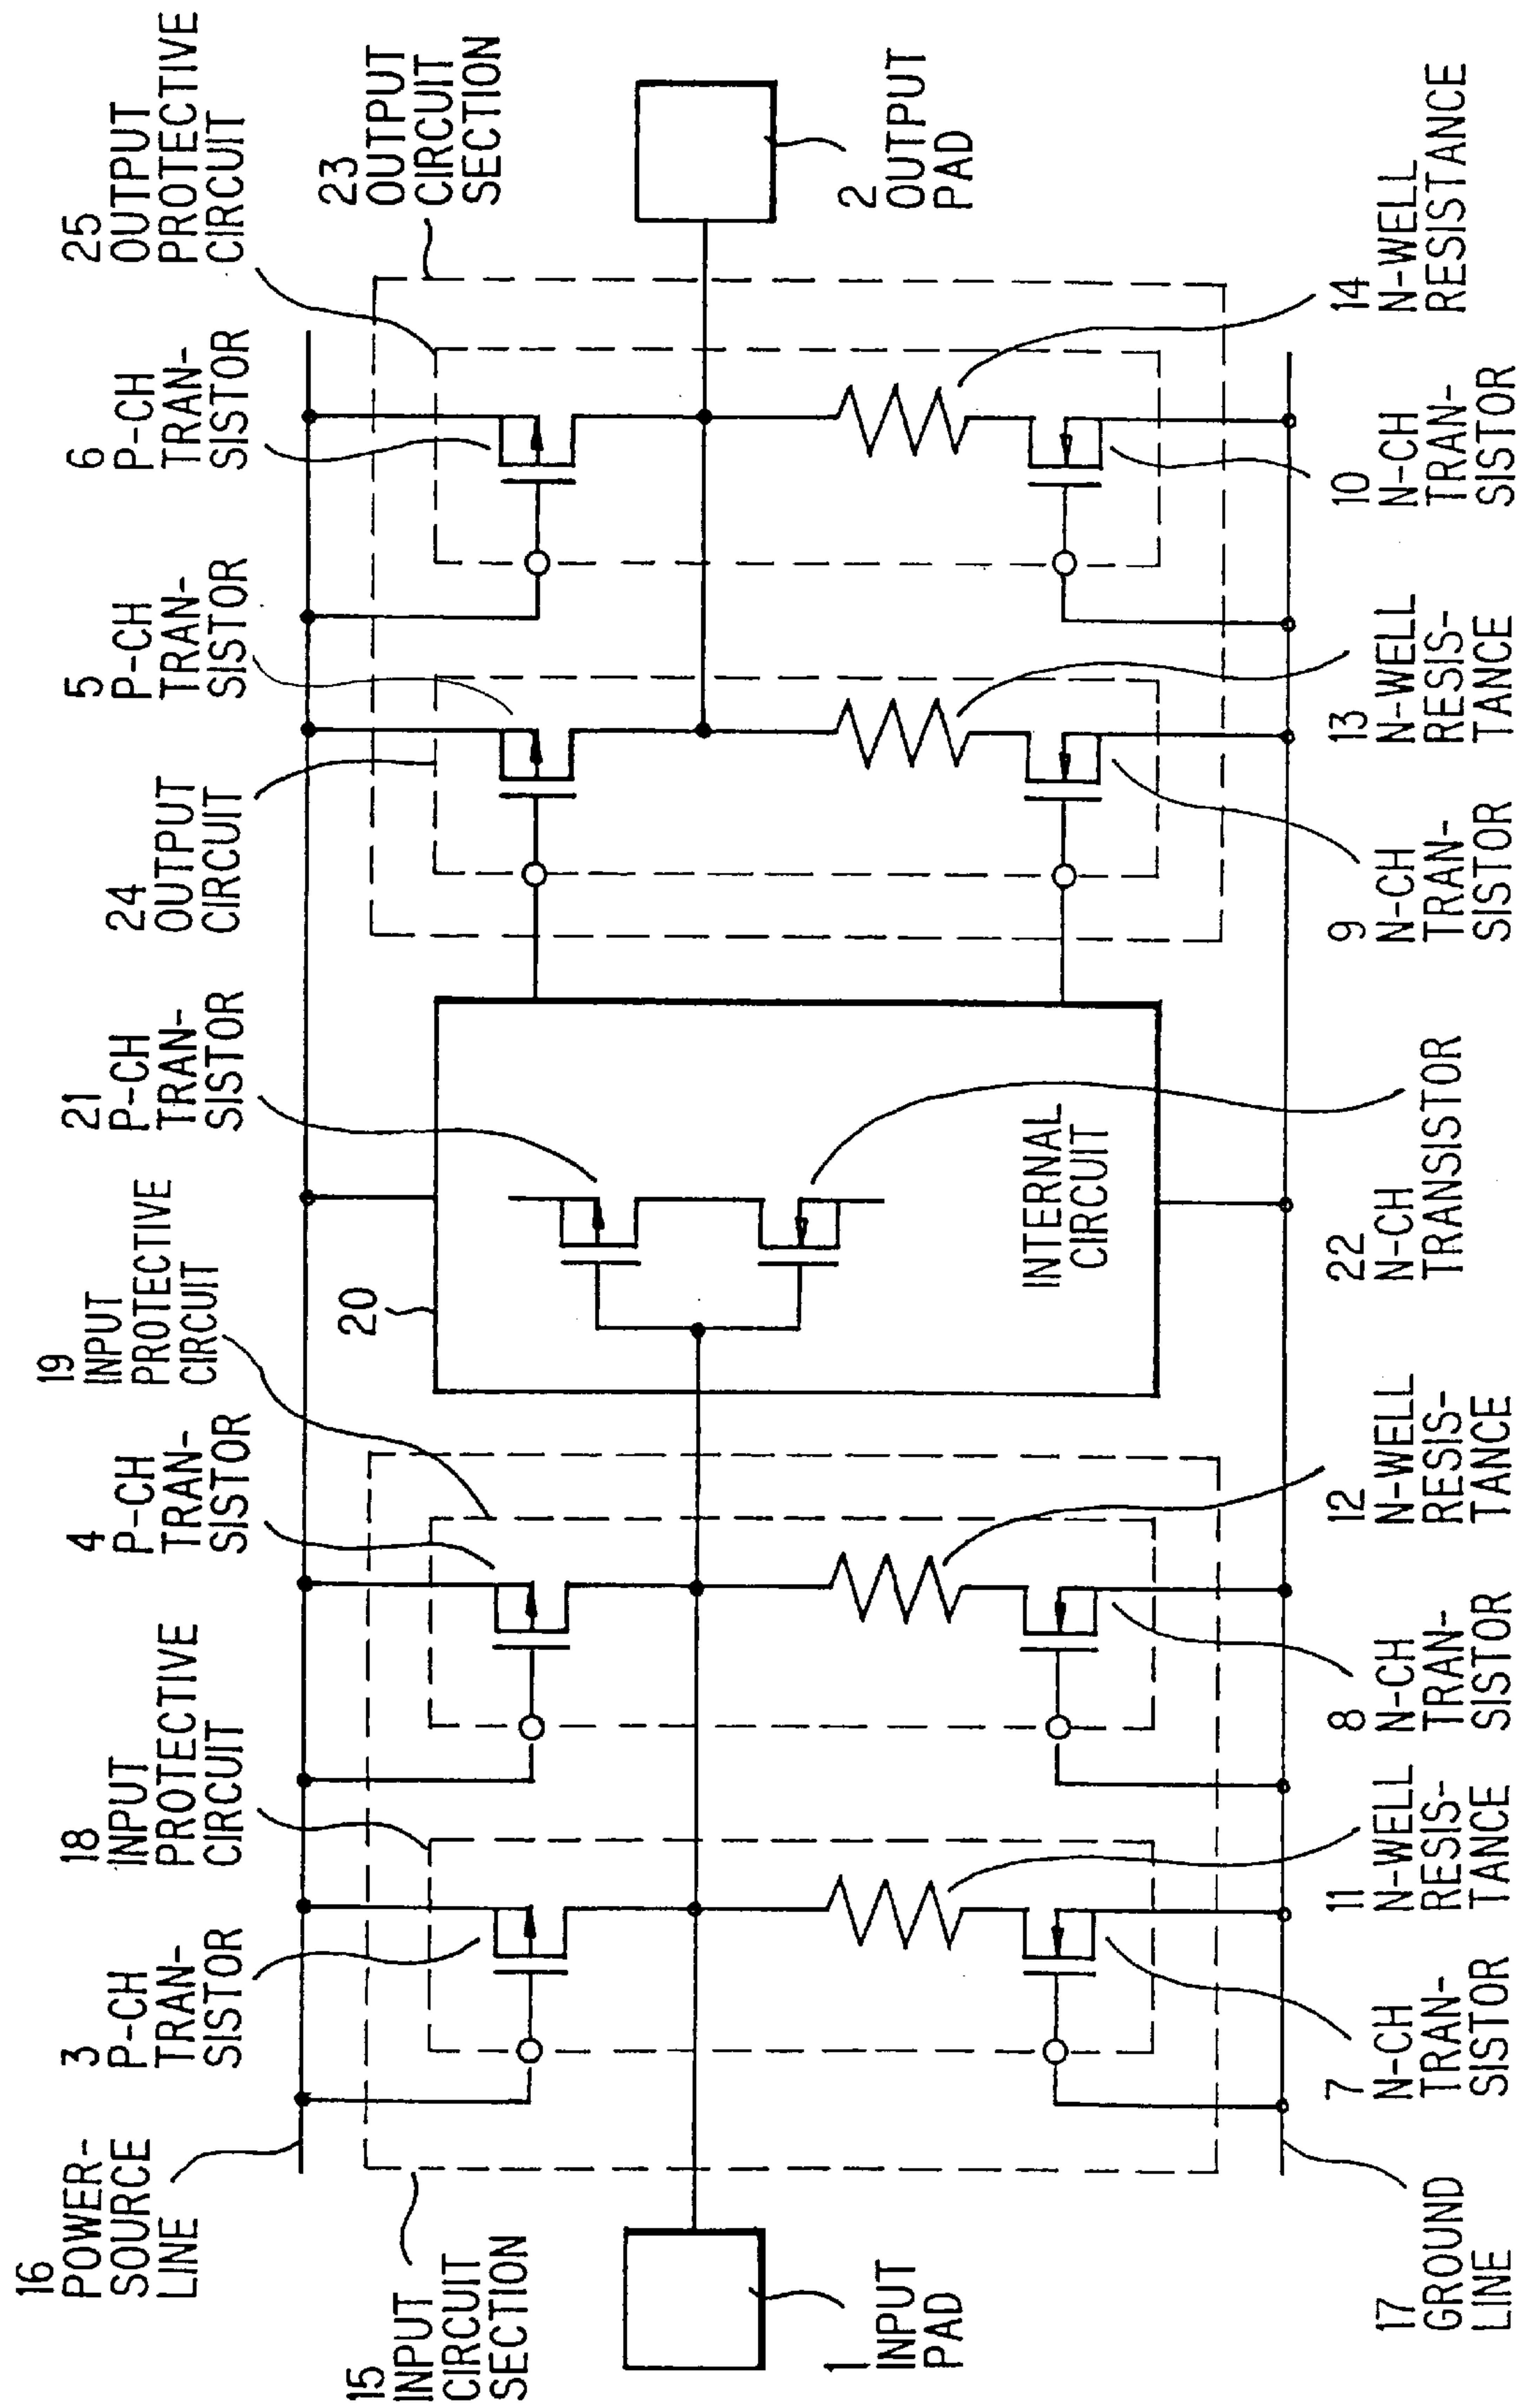 16
POWER-
SOURCE
LINE
3
P-CH
TRAN-
SISTOR
18
INPUT
PROTECTIVE
CIRCUIT
4
P-CH
TRAN-
SISTOR
19
INPUT
PROTECTIVE
CIRCUIT
21
P-CH
TRAN-
SISTOR
24
OUTPUT
CIRCUIT
5
P-CH
TRAN-
SISTOR
6
P-CH
TRAN-
SISTOR
25
OUTPUT
PROTECTIVE
CIRCUIT
15
INPUT
CIRCUIT
SECTION
20
23
OUTPUT
CIRCUIT
SECTION
1
INPUT
PAD
2
OUTPUT
PAD
INTERNAL
CIRCUIT
17
GROUND
LINE
7
N-CH
TRAN-
SISTOR
11
N-WELL
RESIS-
TANCE
8
N-CH
TRAN-
SISTOR
12
N-WELL
RESIS-
TANCE
22
N-CH
TRANSISTOR
9
N-CH
TRAN-
SISTOR
13
N-WELL
RESIS-
TANCE
10
N-CH
TRAN-
SISTOR
14
N-WELL
RESISTANCE